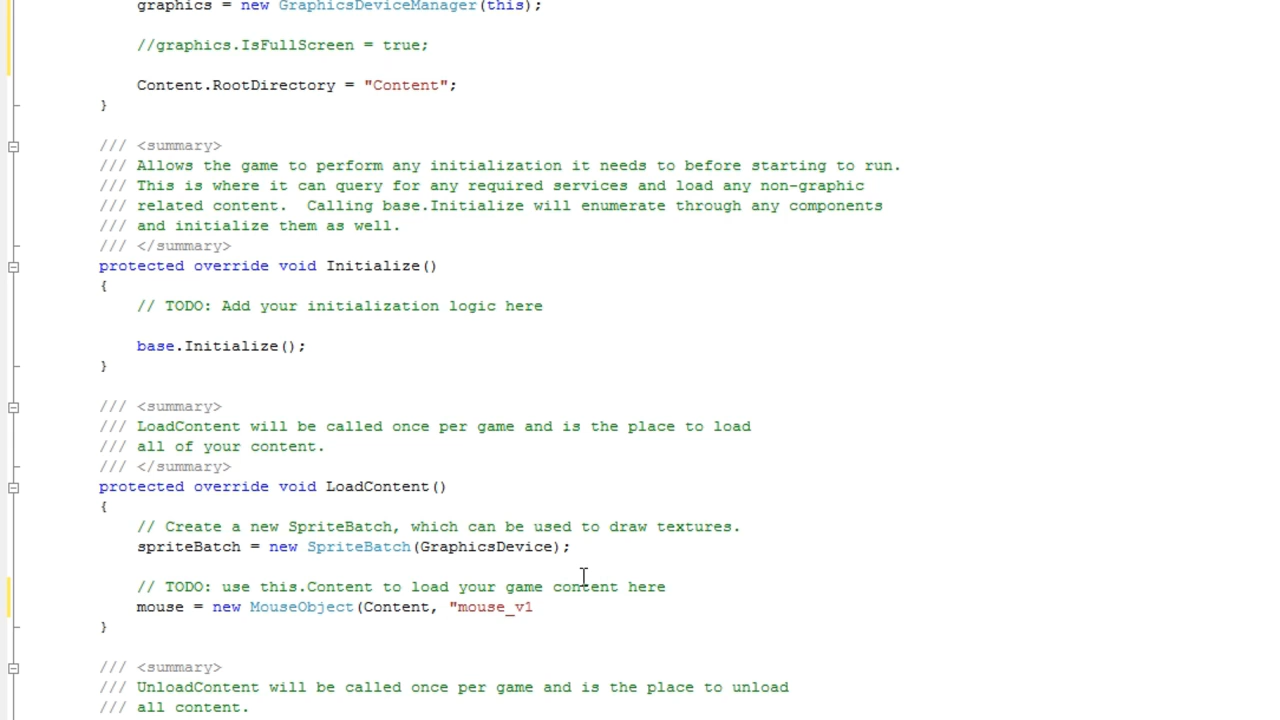 graphics = new GraphicsDeviceManager(this);
//graphics.IsFullScreen = true;
Content.RootDirectory = "Content";
}
/// <summary>
/// Allows the game to perform any initialization it needs to before starting to run.
/// This is where it can query for any required services and load any non-graphic
/// related content.  Calling base.Initialize will enumerate through any components
/// and initialize them as well.
/// </summary>
protected override void Initialize()
{
// TODO: Add your initialization logic here
base.Initialize();
}
/// <summary>
/// LoadContent will be called once per game and is the place to load
/// all of your content.
/// </summary>
protected override void LoadContent()
{
// Create a new SpriteBatch, which can be used to draw textures.
spriteBatch = new SpriteBatch(GraphicsDevice);
// TODO: use this.Content to load your game content here
mouse = new MouseObject(Content, "mouse_v1
}
/// <summary>
/// UnloadContent will be called once per game and is the place to unload
/// all content.